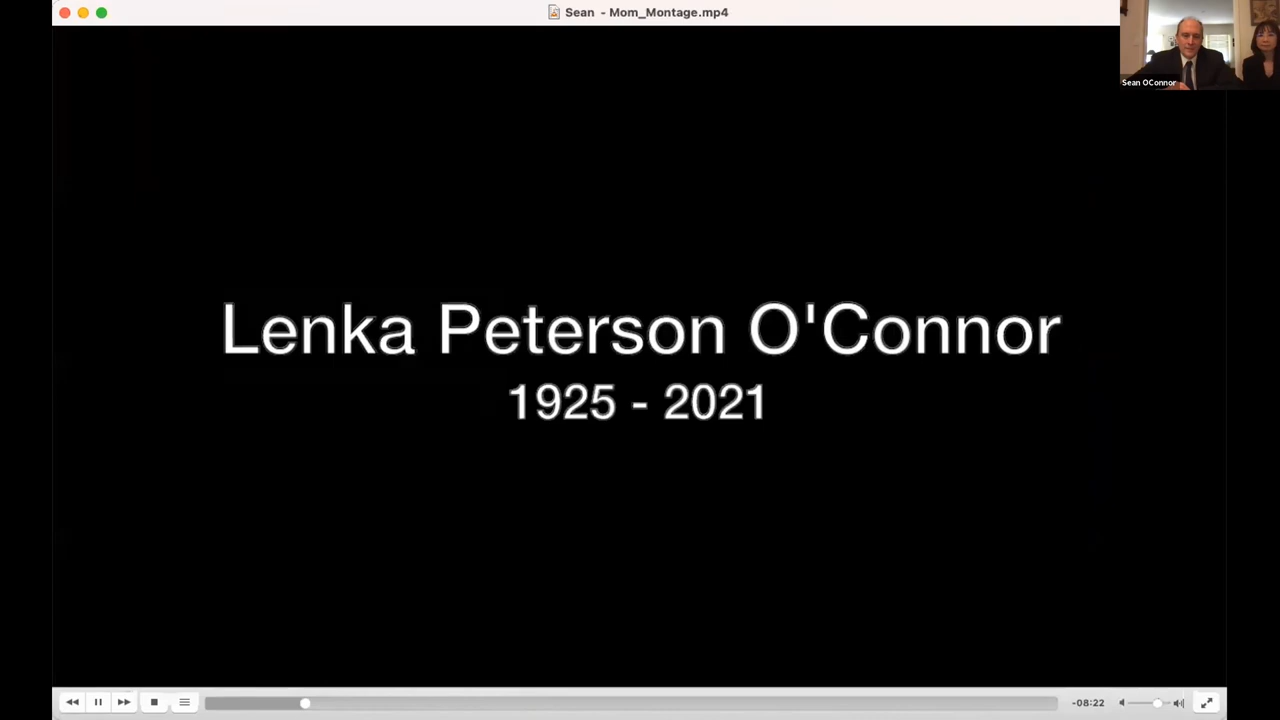 Sean - Mom_Montage.mp4
Sean OConnor
Lenka Peterson O'Connor
1925 - 2021
-08:22